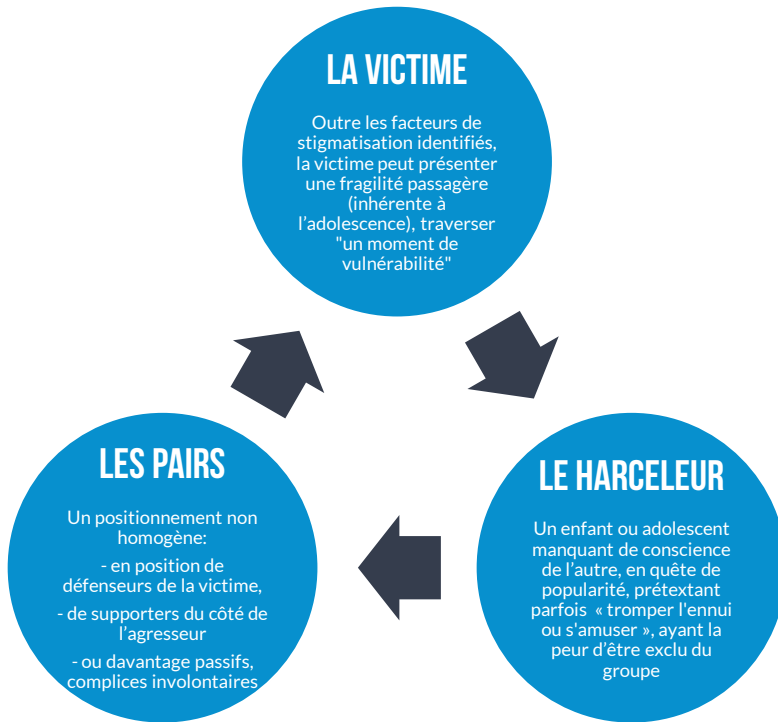 LA VICTIME
Outre les facteurs de
stigmatisation identifiés,
la victime peut présenter
une fragilité passagère
(inhérente à
l’adolescence), traverser
"un moment de
vulnérabilité"
LES PAIRS
Un positionnement non
homogène:
- en position de
défenseurs de la victime,
- de supporters du côté de
l’agresseur
- ou davantage passifs,
complices involontaires
LE HARCELEUR
Un enfant ou adolescent
manquant de conscience
de l’autre, en quête de
popularité, prétextant
parfois « tromper l'ennui
ou s'amuser », ayant la
peur d’être exclu du
groupe